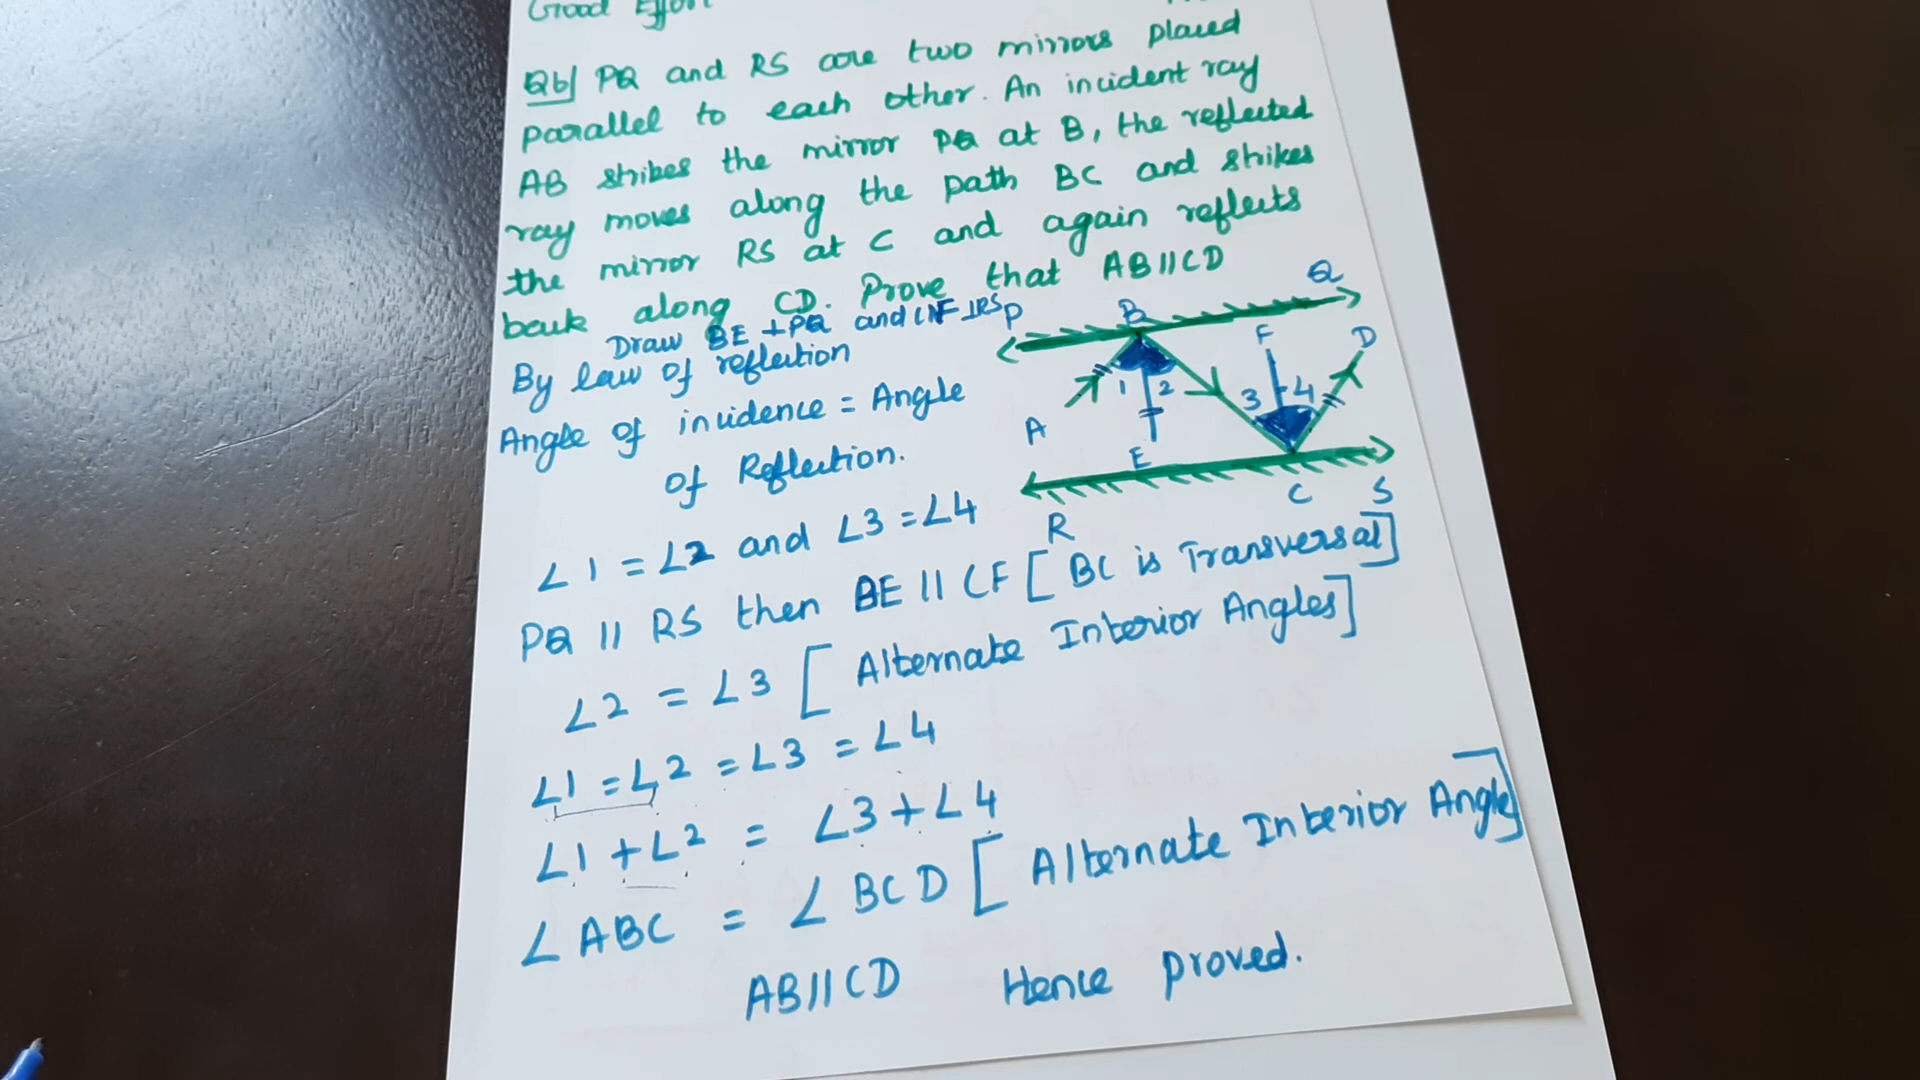 Good Effort
Q6/ PQ and RS are two mirrors placed
parallel to each other. An incident ray
AB strikes the mirror PQ at B, the reflected
ray moves along the path BC and strikes
the mirror RS at C and again reflects
back along CD. Prove that AB||CD
Draw BE ⊥ PQ and CF ⊥ RS
By law of reflection
Angle of incidence = Angle
of Reflection.
∠1 = ∠2 and ∠3 = ∠4
P B Q
F D
1 2 3 4
A
E
C S
R
PQ || RS then BE || CF [BC is Transversal]
∠2 = ∠3 [Alternate Interior Angles]
∠1 = ∠2 = ∠3 = ∠4
∠1 + ∠2 = ∠3 + ∠4
∠ABC = ∠BCD [Alternate Interior Angle]
AB||CD Hence proved.